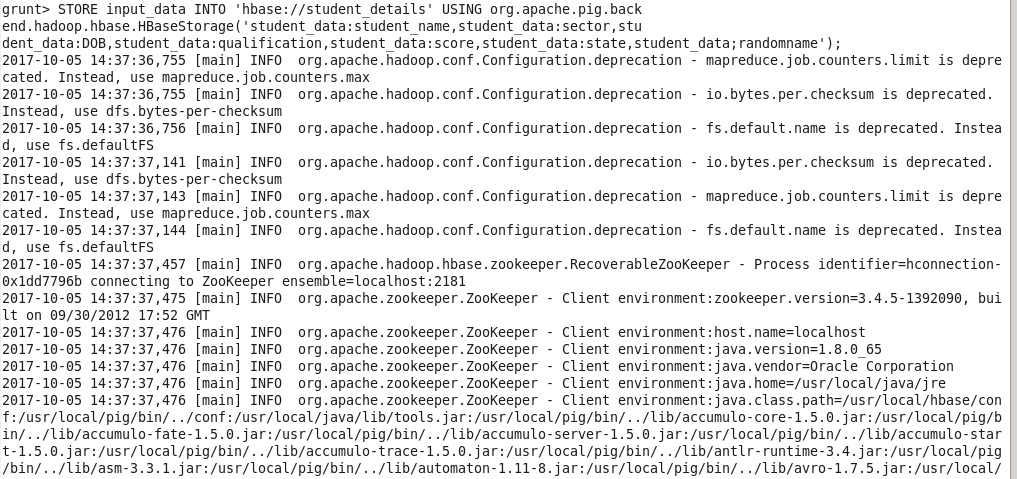 grunt> STORE input_data INTO 'hbase://student_details' USING org.apache.pig.back
end.hadoop.hbase.HBaseStorage('student_data:student_name,student_data:sector,stu
dent_data:DOB,student_data:qualification,student_data:score,student_data:state,student_data;randomname');
2017-10-05 14:37:36,755 [main] INFO  org.apache.hadoop.conf.Configuration.deprecation - mapreduce.job.counters.limit is depre
cated. Instead, use mapreduce.job.counters.max
2017-10-05 14:37:36,755 [main] INFO  org.apache.hadoop.conf.Configuration.deprecation - io.bytes.per.checksum is deprecated.
Instead, use dfs.bytes-per-checksum
2017-10-05 14:37:36,756 [main] INFO  org.apache.hadoop.conf.Configuration.deprecation - fs.default.name is deprecated. Instea
d, use fs.defaultFS
2017-10-05 14:37:37,141 [main] INFO  org.apache.hadoop.conf.Configuration.deprecation - io.bytes.per.checksum is deprecated.
Instead, use dfs.bytes-per-checksum
2017-10-05 14:37:37,143 [main] INFO  org.apache.hadoop.conf.Configuration.deprecation - mapreduce.job.counters.limit is depre
cated. Instead, use mapreduce.job.counters.max
2017-10-05 14:37:37,144 [main] INFO  org.apache.hadoop.conf.Configuration.deprecation - fs.default.name is deprecated. Instea
d, use fs.defaultFS
2017-10-05 14:37:37,457 [main] INFO  org.apache.hadoop.hbase.zookeeper.RecoverableZooKeeper - Process identifier=hconnection-
0x1dd7796b connecting to ZooKeeper ensemble=localhost:2181
2017-10-05 14:37:37,475 [main] INFO  org.apache.zookeeper.ZooKeeper - Client environment:zookeeper.version=3.4.5-1392090, bui
lt on 09/30/2012 17:52 GMT
2017-10-05 14:37:37,476 [main] INFO  org.apache.zookeeper.ZooKeeper - Client environment:host.name=localhost
2017-10-05 14:37:37,476 [main] INFO  org.apache.zookeeper.ZooKeeper - Client environment:java.version=1.8.0_65
2017-10-05 14:37:37,476 [main] INFO  org.apache.zookeeper.ZooKeeper - Client environment:java.vendor=Oracle Corporation
2017-10-05 14:37:37,476 [main] INFO  org.apache.zookeeper.ZooKeeper - Client environment:java.home=/usr/local/java/jre
2017-10-05 14:37:37,476 [main] INFO  org.apache.zookeeper.ZooKeeper - Client environment:java.class.path=/usr/local/hbase/con
f:/usr/local/pig/bin/../conf:/usr/local/java/lib/tools.jar:/usr/local/pig/bin/../lib/accumulo-core-1.5.0.jar:/usr/local/pig/b
in/../lib/accumulo-fate-1.5.0.jar:/usr/local/pig/bin/../lib/accumulo-server-1.5.0.jar:/usr/local/pig/bin/../lib/accumulo-star
t-1.5.0.jar:/usr/local/pig/bin/../lib/accumulo-trace-1.5.0.jar:/usr/local/pig/bin/../lib/antlr-runtime-3.4.jar:/usr/local/pig
/bin/../lib/asm-3.3.1.jar:/usr/local/pig/bin/../lib/automaton-1.11-8.jar:/usr/local/pig/bin/../lib/avro-1.7.5.jar:/usr/local/